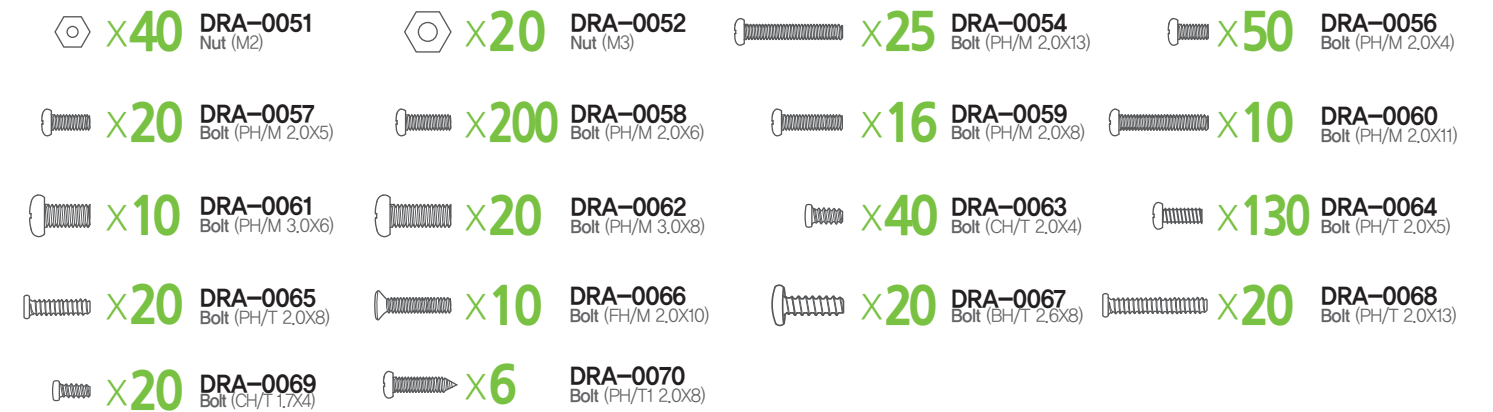 X40 DRA-0051
Nut (M2)
X20 DRA-0052
Nut (M3)
X25 DRA-0054
Bolt (PH/M 2.0X13)
X50 DRA-0056
Bolt (PH/M 2.0X4)
X20 DRA-0057
Bolt (PH/M 2.0X5)
X200 DRA-0058
Bolt (PH/M 2.0X6)
X16 DRA-0059
Bolt (PH/M 2.0X8)
X10 DRA-0060
Bolt (PH/M 2.0X11)
X10 DRA-0061
Bolt (PH/M 3.0X6)
X20 DRA-0062
Bolt (PH/M 3.0X8)
X40 DRA-0063
Bolt (CH/T 2.0X4)
X130 DRA-0064
Bolt (PH/T 2.0X5)
X20 DRA-0065
Bolt (PH/T 2.0X8)
X10 DRA-0066
Bolt (FH/M 2.0X10)
X20 DRA-0067
Bolt (BH/T 2.6X8)
X20 DRA-0068
Bolt (PH/T 2.0X13)
X20 DRA-0069
Bolt (CH/T 1.7X4)
X6 DRA-0070
Bolt (PH/T1 2.0X8)